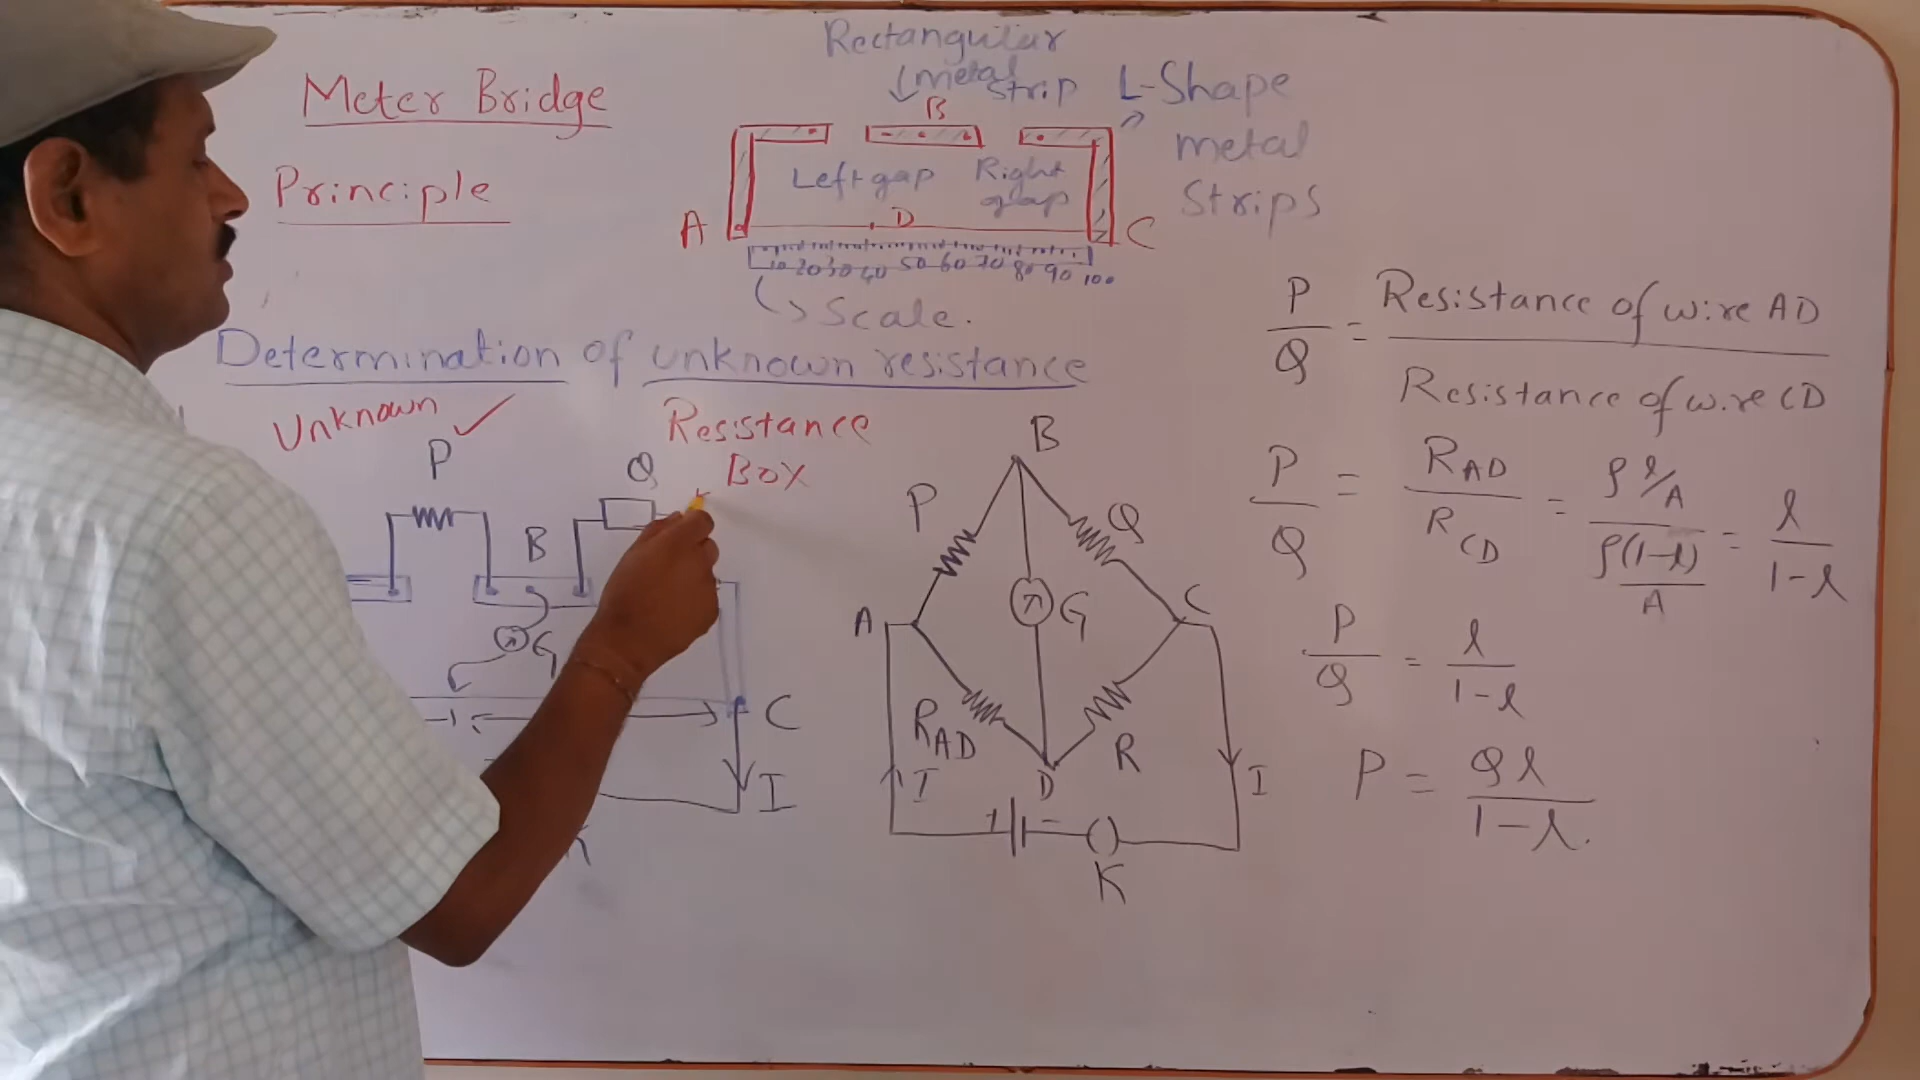 Meter Bridge
Principle
Rectangular
metal
strip
L-Shape
metal
Strips
B
Left gap
Right
gap
A
D
C
10 20 30 40 50 60 70 80 90 100
Scale.
Determination of unknown resistance
Unknown
P
Resistance
Box
Q
B
G
C
I
K
B
P
Q
A
G
C
RAD
R
D
I
I
+
-
K
P/Q = Resistance of wire AD / Resistance of wire CD
P/Q = RAD/RCD = ρ l/A / ρ(1-l)/A = l/1-l
P/Q = l/1-l
P = Ql/1-l.